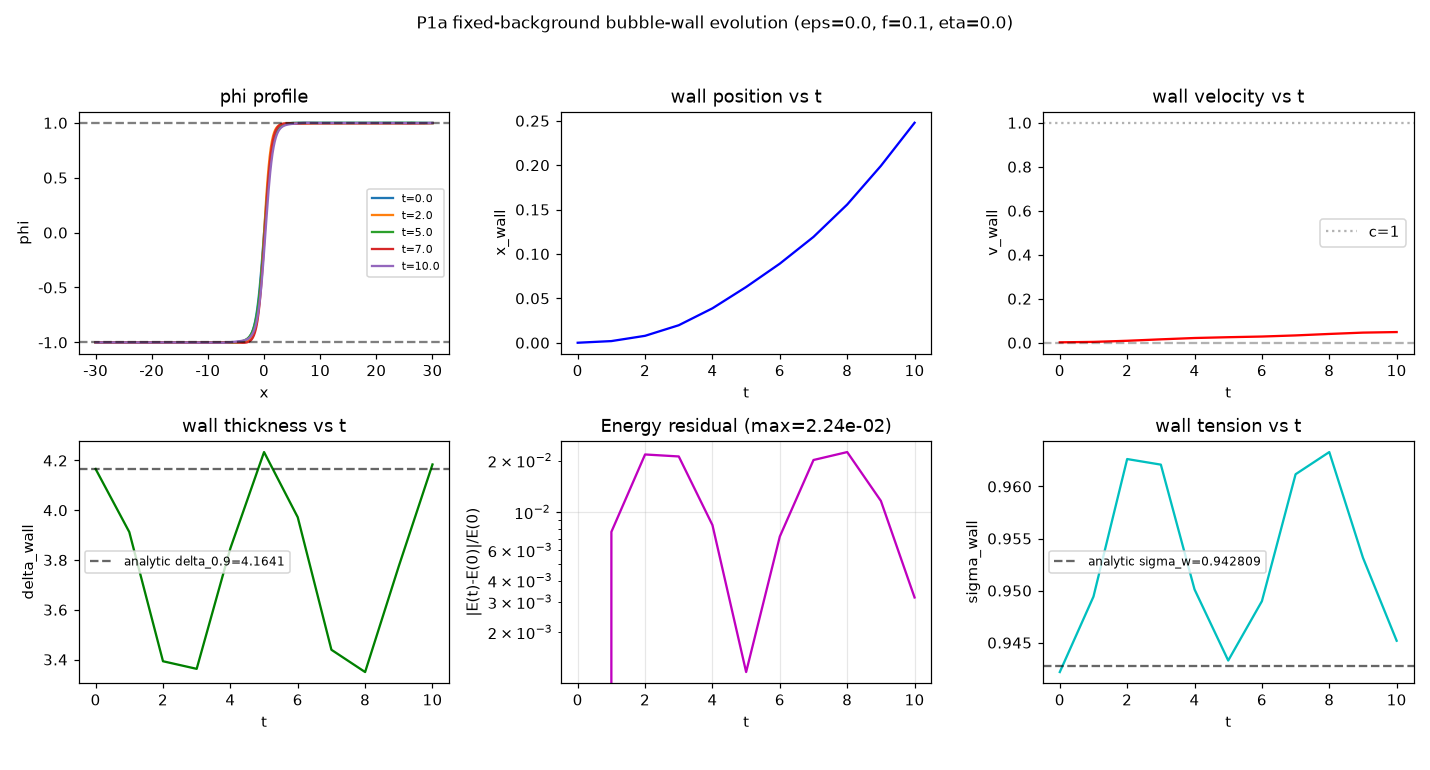 P1a fixed-background bubble-wall evolution (eps=0.0, f=0.1, eta=0.0)
phi profile
phi
1.0
0.5
0.0
-0.5
-1.0
t=0.0
t=2.0
t=5.0
t=7.0
t=10.0
-30 -20 -10 0 10 20 30
x
wall position vs t
x_wall
0.25
0.20
0.15
0.10
0.05
0.00
0 2 4 6 8 10
t
wall velocity vs t
v_wall
1.0
0.8
0.6
0.4
0.2
0.0
c=1
0 2 4 6 8 10
t
wall thickness vs t
delta_wall
4.2
4.0
3.8
3.6
3.4
analytic delta_0.9=4.1641
0 2 4 6 8 10
t
Energy residual (max=2.24e-02)
|E(t)-E(0)|/E(0)
2 × 10⁻²
10⁻²
6 × 10⁻³
4 × 10⁻³
3 × 10⁻³
2 × 10⁻³
0 2 4 6 8 10
t
wall tension vs t
sigma_wall
0.960
0.955
0.950
0.945
analytic sigma_w=0.942809
0 2 4 6 8 10
t